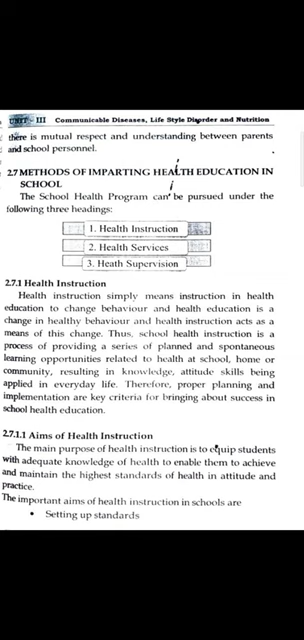 UNIT - III Communicable Diseases, Life Style Disorder and Nutrition
there is mutual respect and understanding between parents
and school personnel.
2.7 METHODS OF IMPARTING HEALTH EDUCATION IN
SCHOOL
The School Health Program can be pursued under the
following three headings:
1. Health Instruction
2. Health Services
3. Heath Supervision
2.7.1 Health Instruction
Health instruction simply means instruction in health
education to change behaviour and health education is a
change in healthy behaviour and health instruction acts as a
means of this change. Thus, school health instruction is a
process of providing a series of planned and spontaneous
learning opportunities related to health at school, home or
community, resulting in knowledge, attitude skills being
applied in everyday life. Therefore, proper planning and
implementation are key criteria for bringing about success in
school health education.
2.7.1.1 Aims of Health Instruction
The main purpose of health instruction is to equip students
with adequate knowledge of health to enable them to achieve
and maintain the highest standards of health in attitude and
practice.
The important aims of health instruction in schools are
• Setting up standards